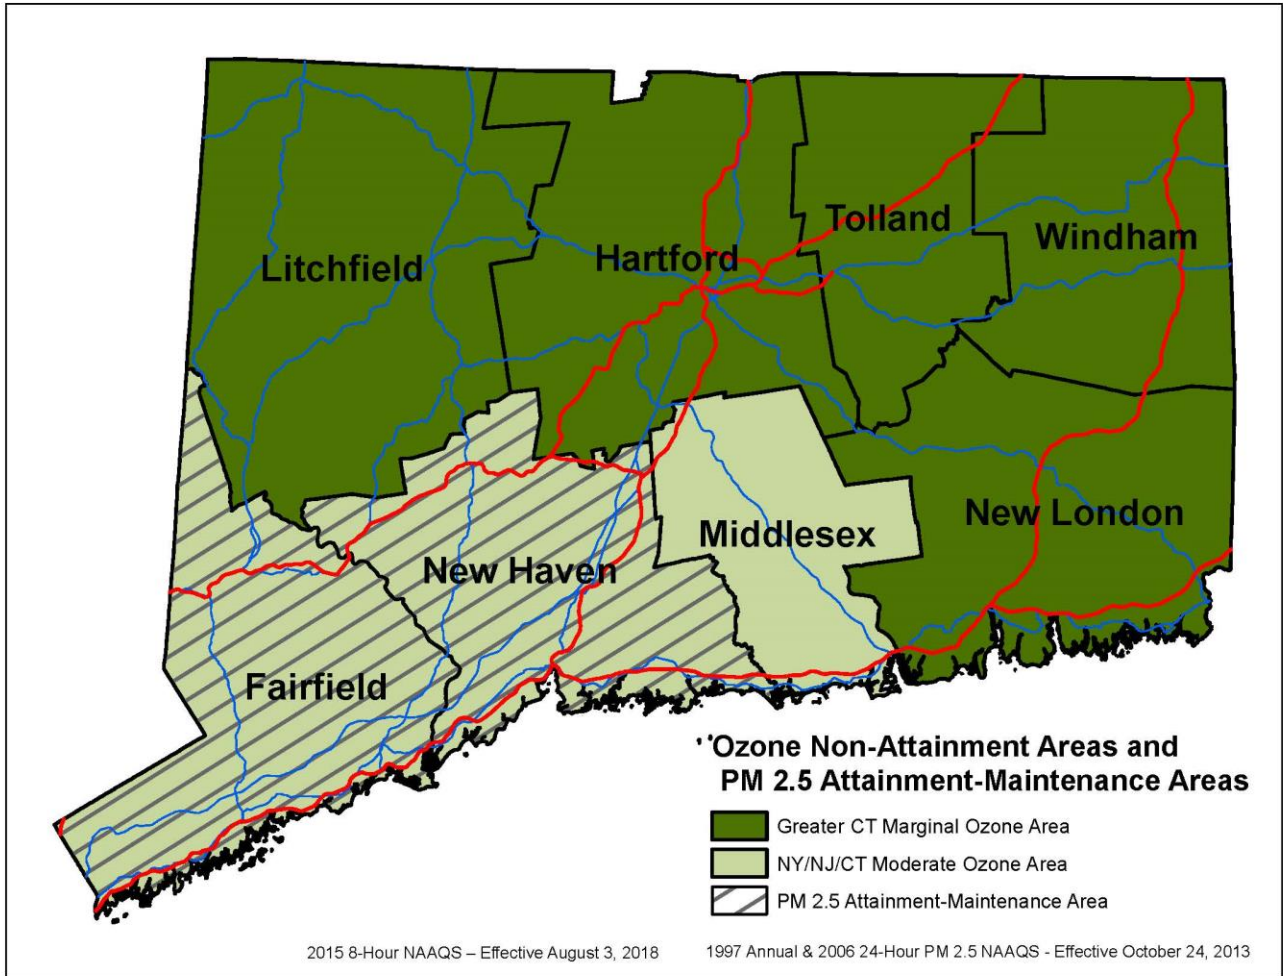 Litchfield
Hartford
Tolland
Windham
New London
Middlesex
New Haven
Fairfield
Ozone Non-Attainment Areas and
PM 2.5 Attainment-Maintenance Areas
Greater CT Marginal Ozone Area
NY/NJ/CT Moderate Ozone Area
PM 2.5 Attainment-Maintenance Area
2015 8-Hour NAAQS – Effective August 3, 2018
1997 Annual & 2006 24-Hour PM 2.5 NAAQS - Effective October 24, 2013